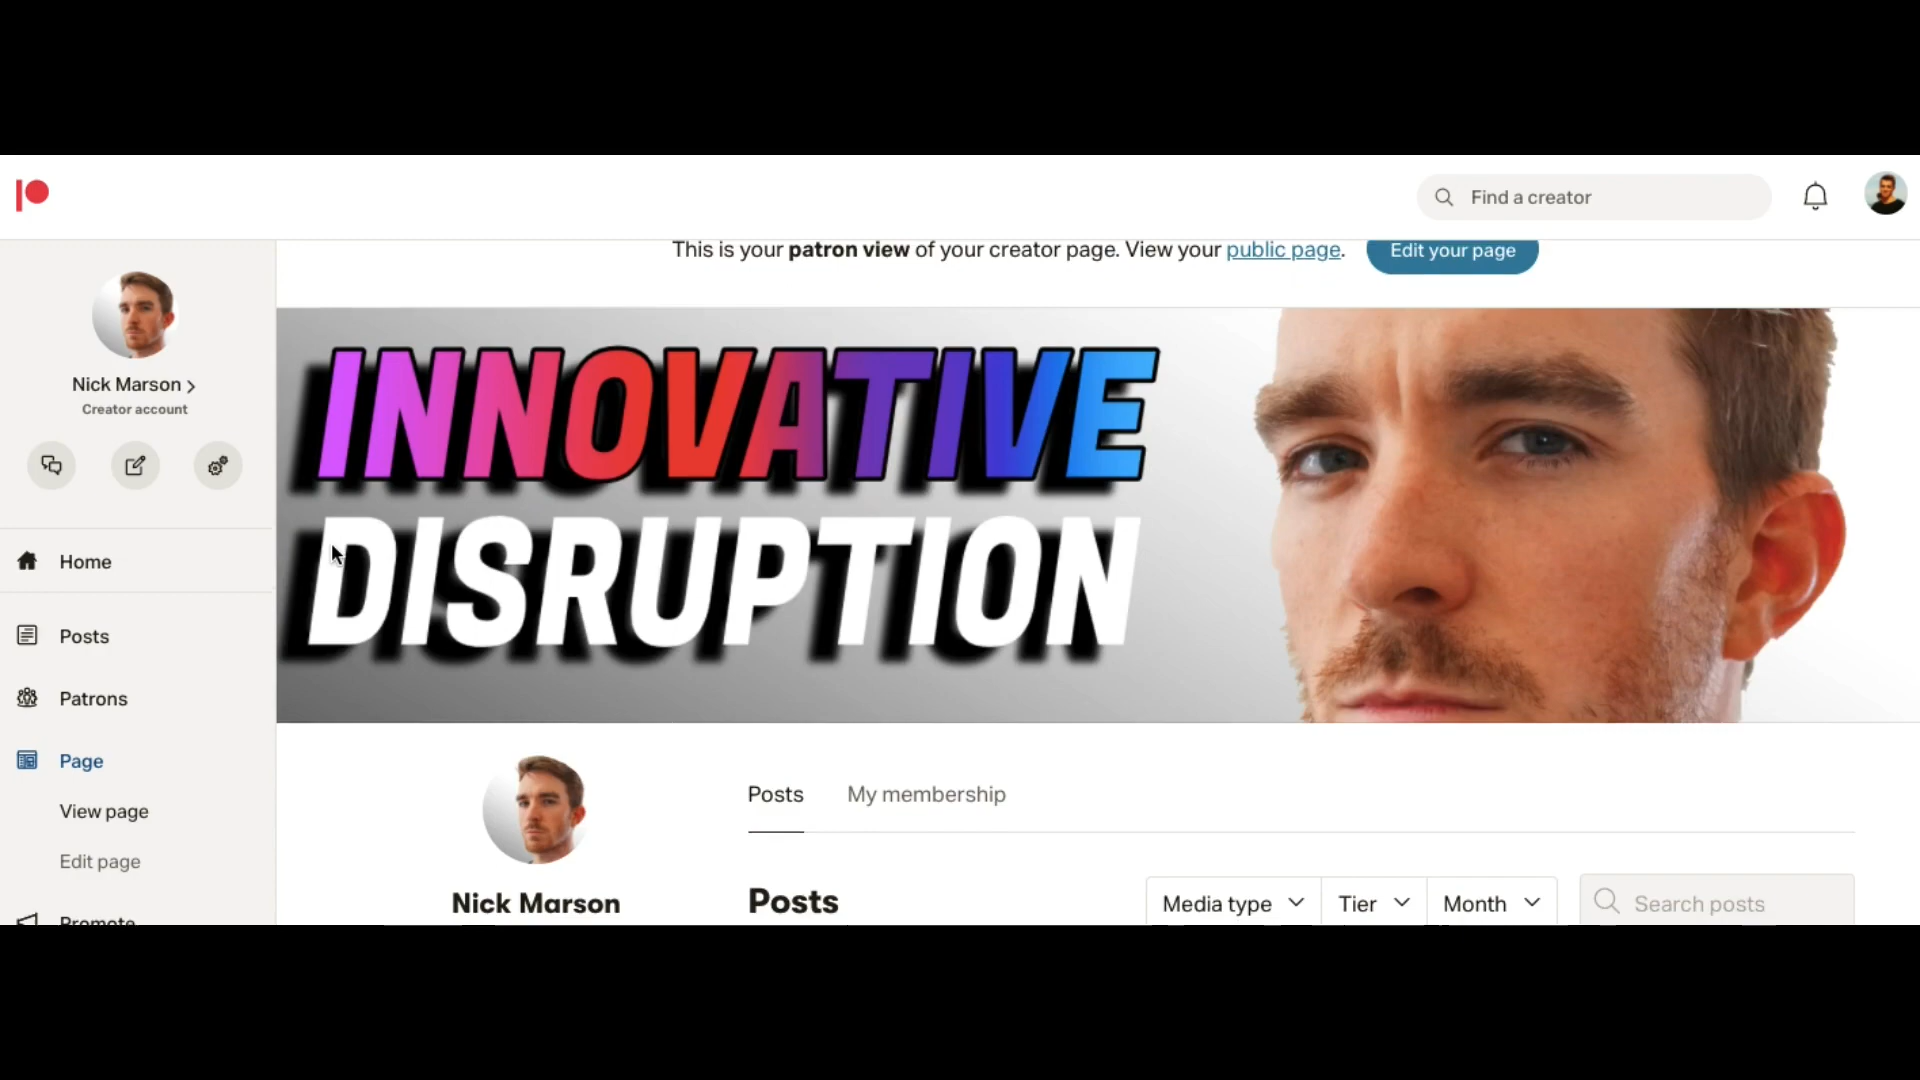 Find a creator
This is your patron view of your creator page. View your public page.
Edit your page
Nick Marson
Creator account
Home
Posts
Patrons
Page
View page
Edit page
Promote
INNOVATIVE
DISRUPTION
Nick Marson
Posts
My membership
Posts
Media type
Tier
Month
Search posts